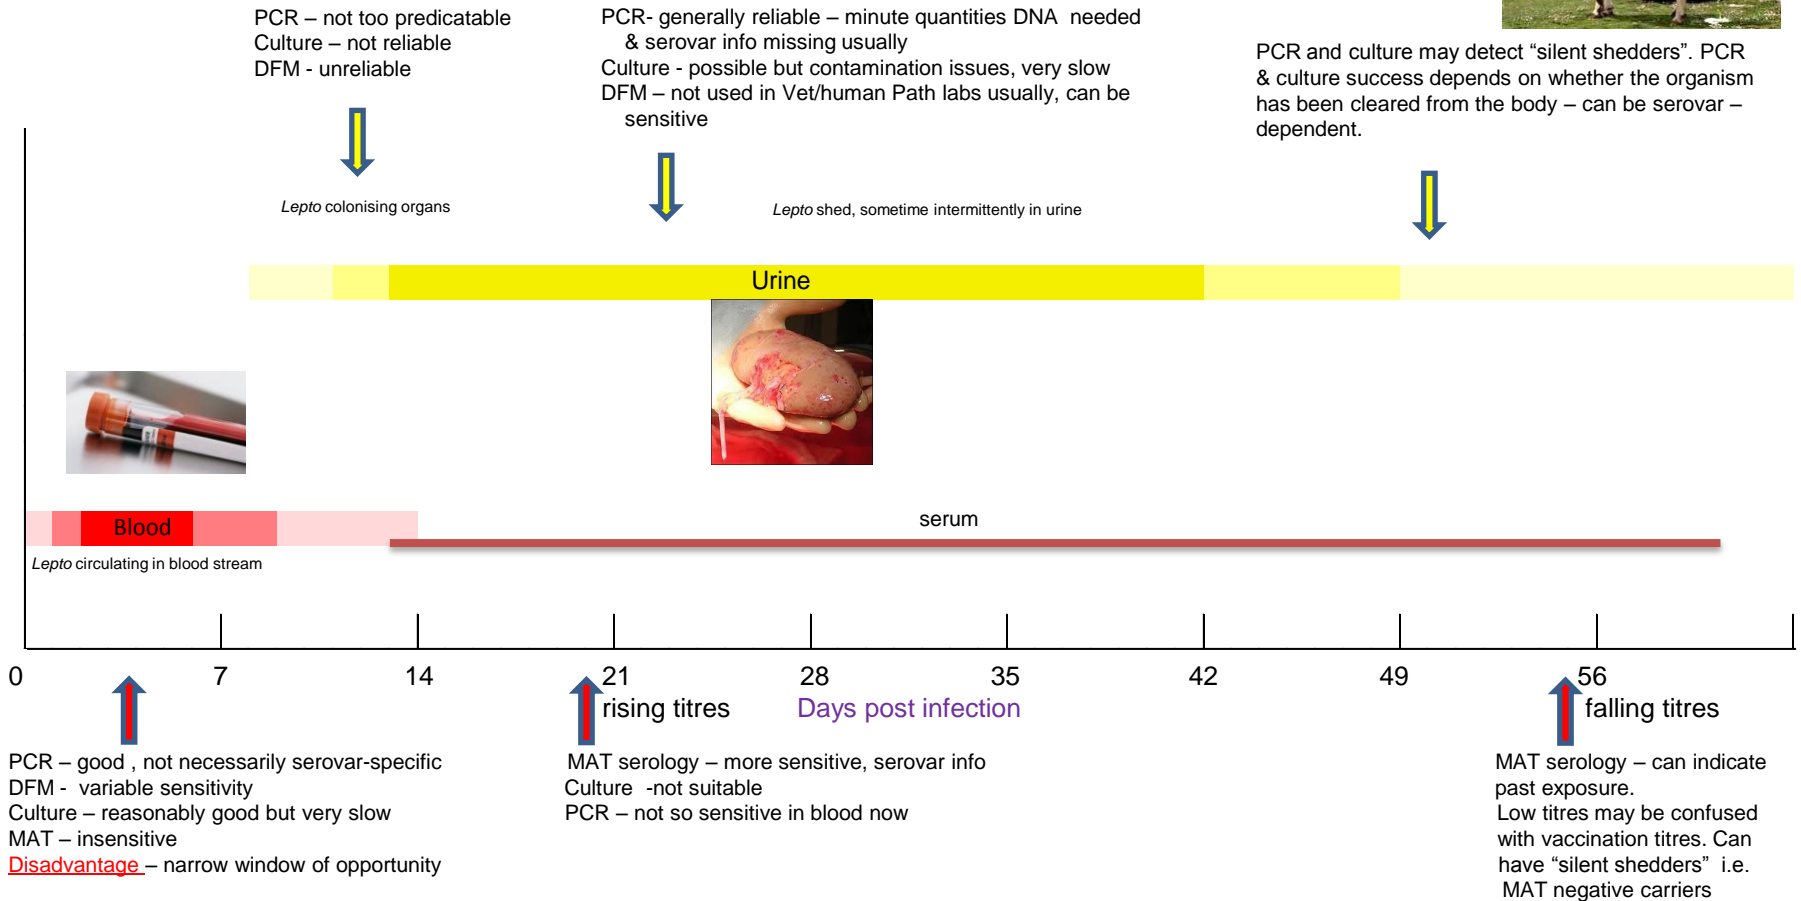 PCR – not too predicatable
Culture – not reliable
DFM - unreliable
PCR- generally reliable – minute quantities DNA needed
& serovar info missing usually
Culture - possible but contamination issues, very slow
DFM – not used in Vet/human Path labs usually, can be
sensitive
PCR and culture may detect “silent shedders”. PCR
& culture success depends on whether the organism
has been cleared from the body – can be serovar –
dependent.
Lepto colonising organs
Lepto shed, sometime intermittently in urine
Urine
Blood
serum
Lepto circulating in blood stream
0 7 14 21 28 35 42 49 56
rising titres
Days post infection
falling titres
PCR – good , not necessarily serovar-specific
DFM - variable sensitivity
Culture – reasonably good but very slow
MAT – insensitive
Disadvantage – narrow window of opportunity
MAT serology – more sensitive, serovar info
Culture -not suitable
PCR – not so sensitive in blood now
MAT serology – can indicate
past exposure.
Low titres may be confused
with vaccination titres. Can
have “silent shedders” i.e.
MAT negative carriers